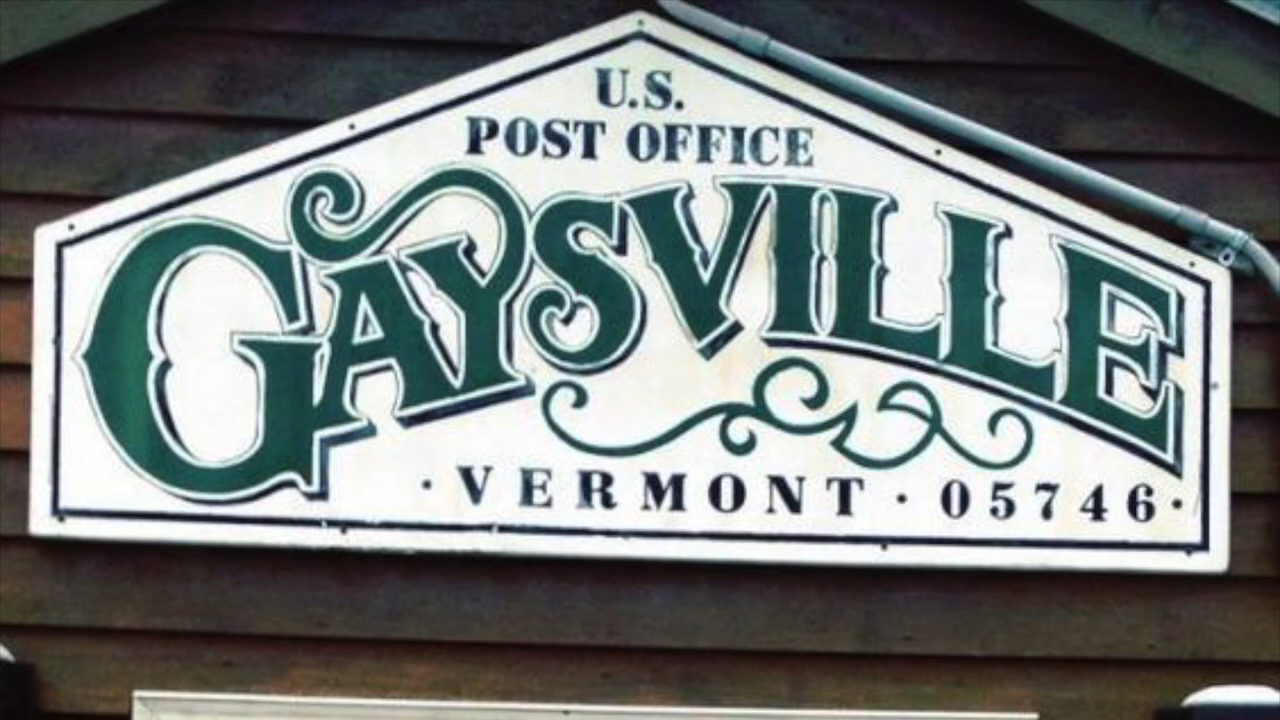 U.S.
POST OFFICE
GAYSVILLE
· VERMONT · 05746 ·